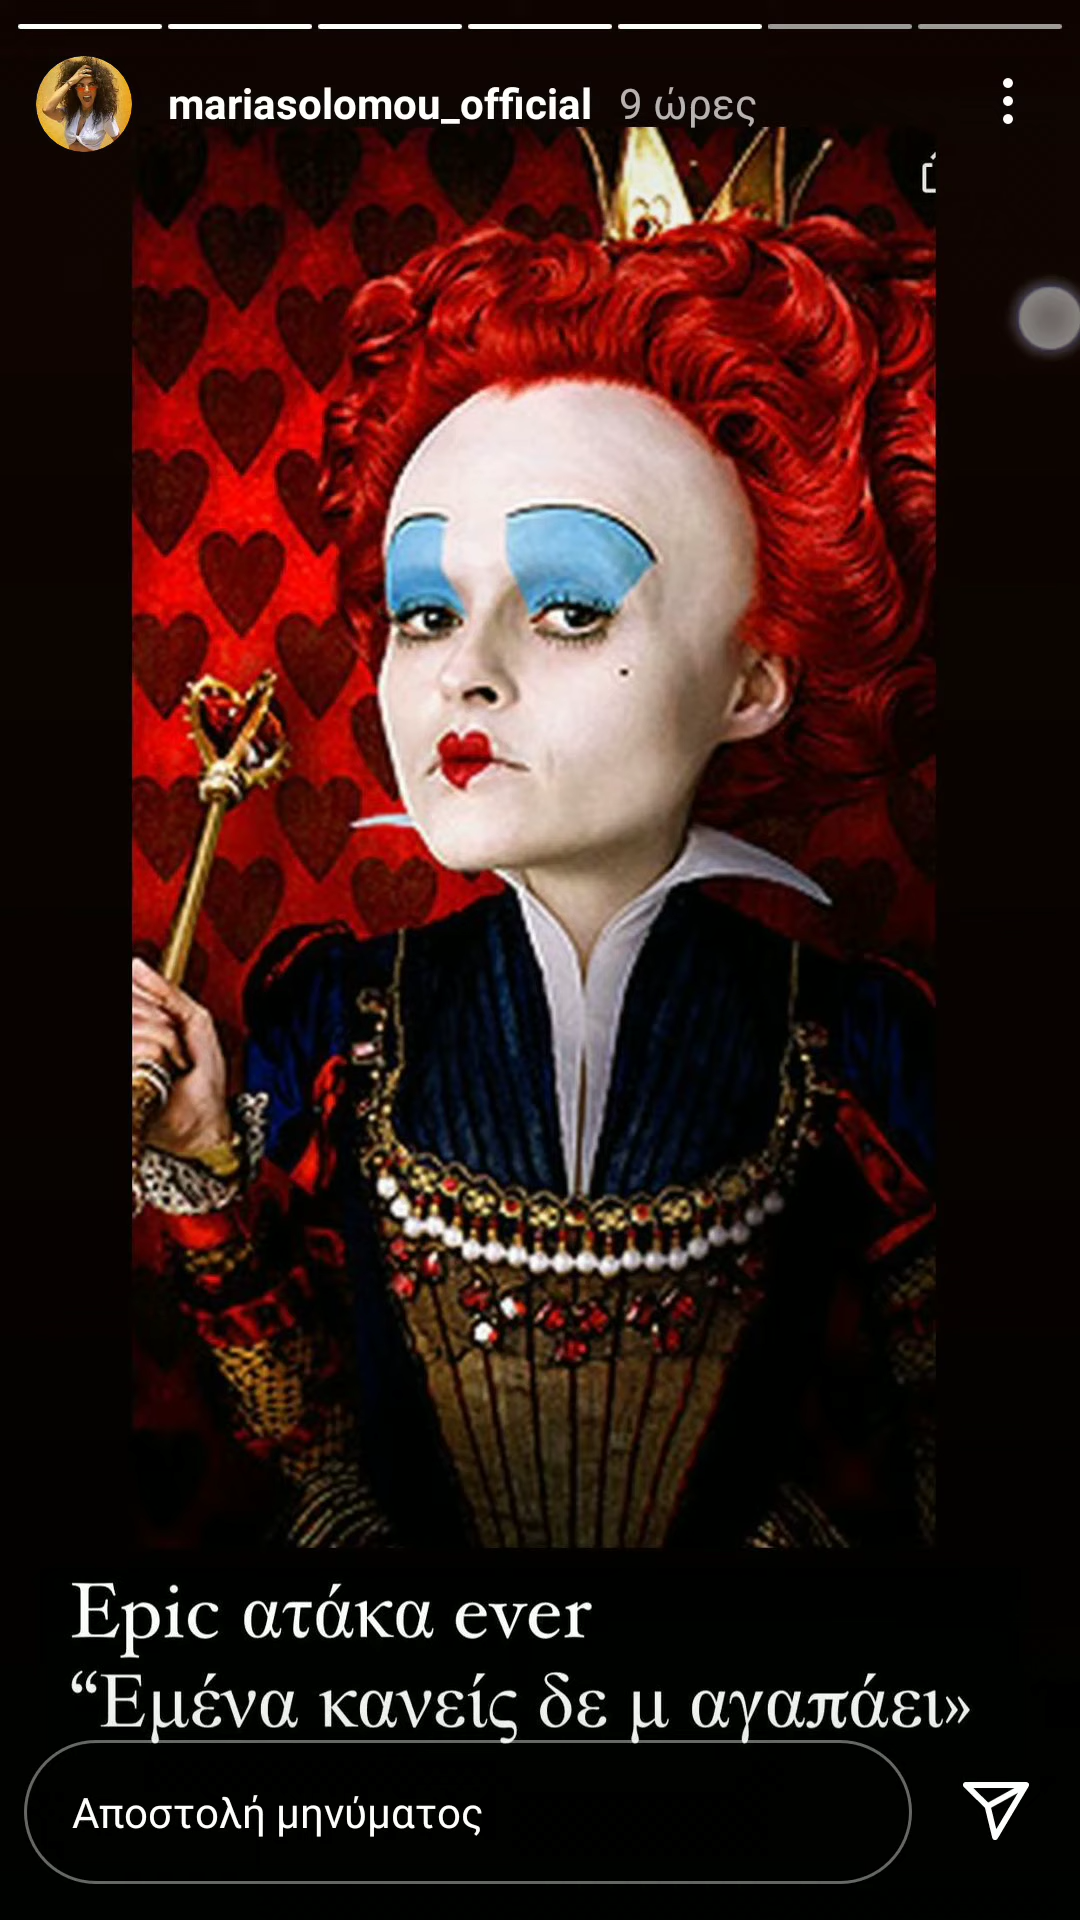 mariasolomou_official 9 ώρες
Epic ατάκα ever
“Εμένα κανείς δε μ αγαπάει»
Αποστολή μηνύματος